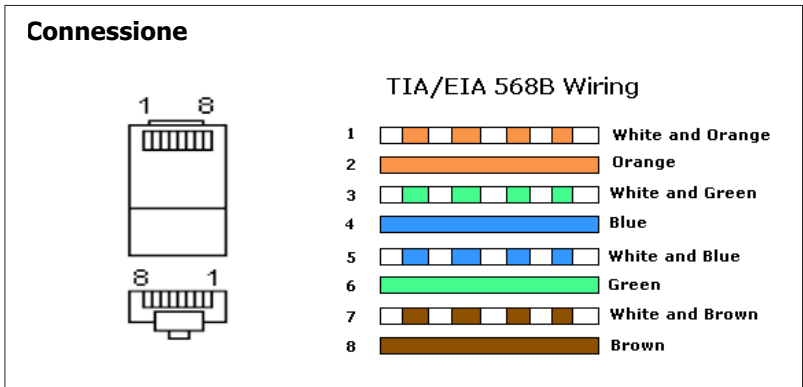 Connessione
TIA/EIA 568B Wiring
1 8
8 1
1 White and Orange
2 Orange
3 White and Green
4 Blue
5 White and Blue
6 Green
7 White and Brown
8 Brown